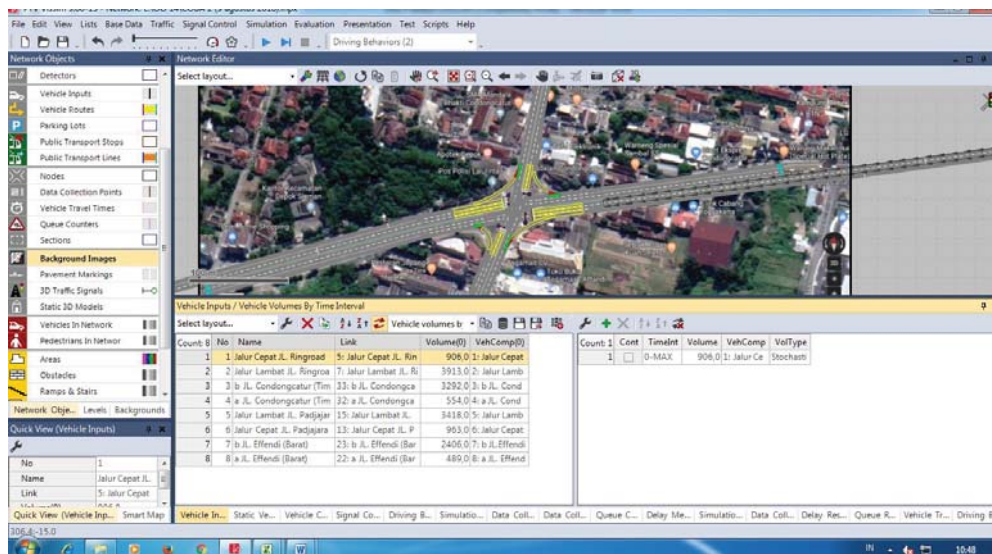 File Edit View Lists Base Data Traffic Signal Control Simulation Evaluation Presentation Test Scripts Help
Driving Behaviors (2)
Network Objects
Network Editor
Select layout...
Detectors
Vehicle Inputs
Vehicle Routes
Parking Lots
Public Transport Stops
Public Transport Lines
Nodes
Data Collection Points
Vehicle Travel Times
Queue Counters
Sections
Background Images
Pavement Markings
3D Traffic Signals
Static 3D Models
Vehicles In Network
Pedestrians In Networ
Areas
Obstacles
Ramps & Stairs
Network Obje... Levels Backgrounds
Quick View (Vehicle Inputs)
No 1
Name Jalur Cepat JL.
Link 5: Jalur Cepat
Quick View (Vehicle Inp... Smart Map
Vehicle Inputs / Vehicle Volumes By Time Interval
Select layout... Vehicle volumes b
Count: 8 No Name Link Volume(0) VehComp(0)
1 1 Jalur Cepat JL. Ringroad 5: Jalur Cepat JL. Rin 906,0 1: Jalur Cepat
2 2 Jalur Lambat JL. Ringroa 7: Jalur Lambat JL. Ri 3913,0 2: Jalur Lamb
3 3 b JL. Condongcatur (Tim 33: b JL. Condongca 3292,0 3: b JL. Cond
4 4 a JL. Condongcatur (Tim 32: a JL. Condongca 554,0 4: a JL. Cond
5 5 Jalur Lambat JL. Padjajar 15: Jalur Lambat JL. 3418,0 5: Jalur Lamb
6 6 Jalur Cepat JL. Padjajara 13: Jalur Cepat JL. P 963,0 6: Jalur Cepat
7 7 b JL. Effendi (Barat) 23: b JL. Effendi (Bar 2406,0 7: b JL.Effendi
8 8 a JL. Effendi (Barat) 22: a JL. Effendi (Bar 489,0 8: a JL. Effend
Count: 1 Cont TimeInt Volume VehComp VolType
1 0-MAX 906,0 1: Jalur Ce Stochasti
Vehicle In... Static Ve... Vehicle C... Signal Co... Driving B... Simulatio... Data Coll... Data Coll... Queue C... Delay Me... Simulatio... Data Coll... Delay Res... Queue R... Vehicle Tr... Driving B
306.4:-15.0
IN 10:48